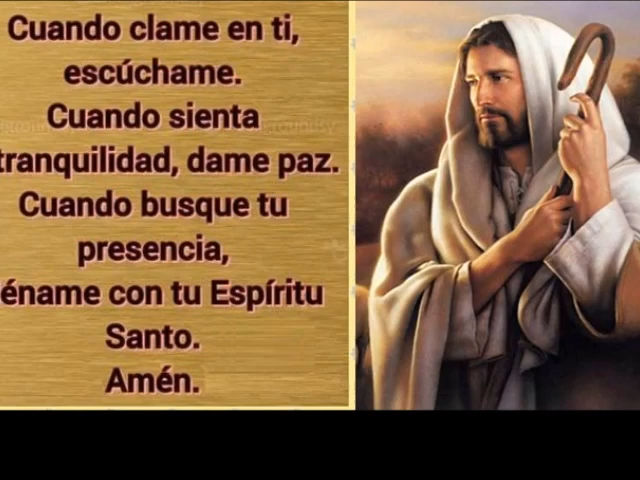 Cuando clame en ti,
escúchame.
Cuando sienta
tranquilidad, dame paz.
Cuando busque tu
presencia,
éname con tu Espíritu
Santo.
Amén.